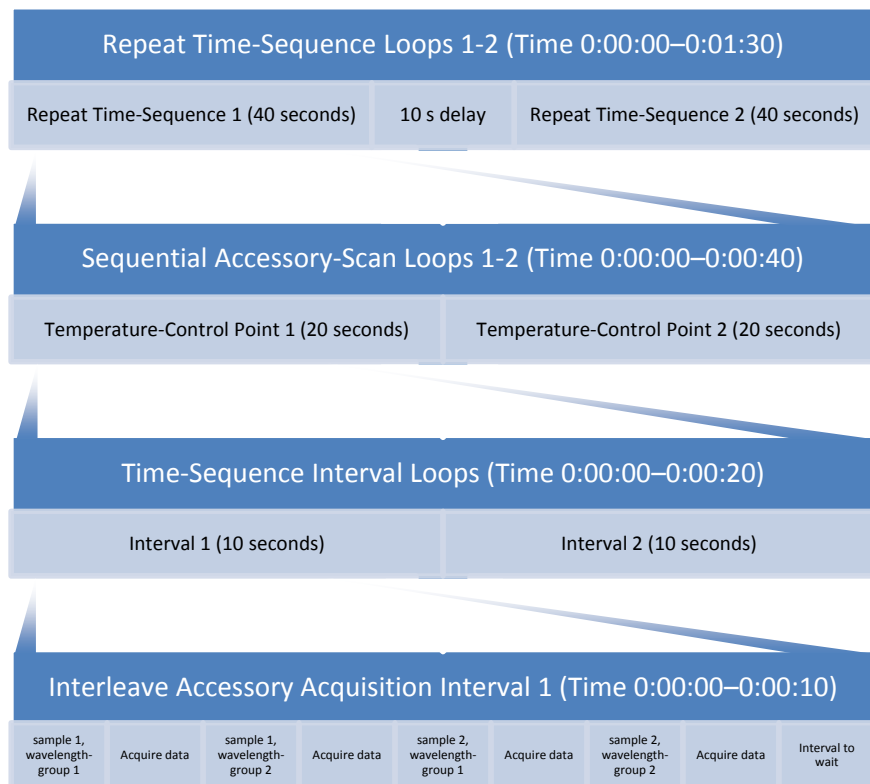 Repeat Time-Sequence Loops 1-2 (Time 0:00:00–0:01:30)
Repeat Time-Sequence 1 (40 seconds)
10 s delay
Repeat Time-Sequence 2 (40 seconds)
Sequential Accessory-Scan Loops 1-2 (Time 0:00:00–0:00:40)
Temperature-Control Point 1 (20 seconds)
Temperature-Control Point 2 (20 seconds)
Time-Sequence Interval Loops (Time 0:00:00–0:00:20)
Interval 1 (10 seconds)
Interval 2 (10 seconds)
Interleave Accessory Acquisition Interval 1 (Time 0:00:00–0:00:10)
sample 1,
wavelength-
group 1
Acquire data
sample 1,
wavelength-
group 2
Acquire data
sample 2,
wavelength-
group 1
Acquire data
sample 2,
wavelength-
group 2
Acquire data
Interval to
wait